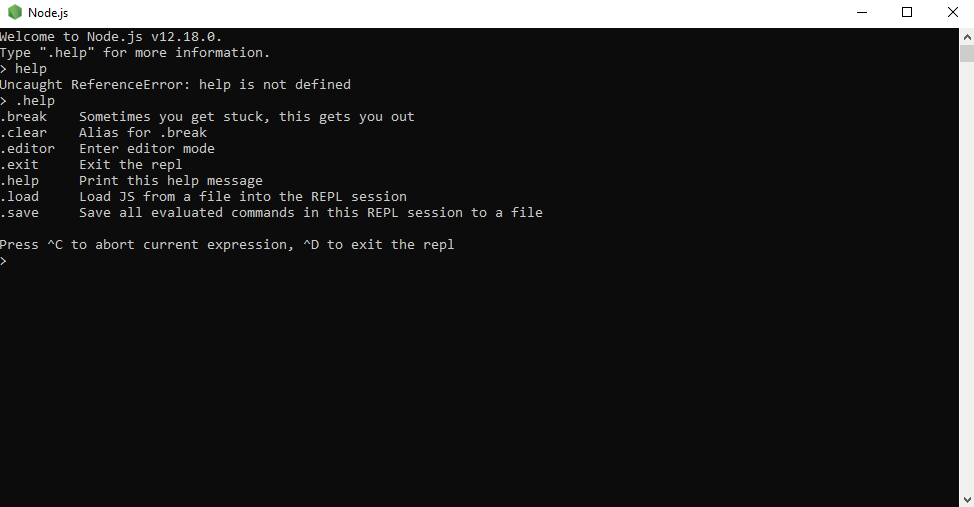 Node.js
Welcome to Node.js v12.18.0.
Type ".help" for more information.
> help
Uncaught ReferenceError: help is not defined
> .help
.break    Sometimes you get stuck, this gets you out
.clear    Alias for .break
.editor   Enter editor mode
.exit     Exit the repl
.help     Print this help message
.load     Load JS from a file into the REPL session
.save     Save all evaluated commands in this REPL session to a file
Press ^C to abort current expression, ^D to exit the repl
>